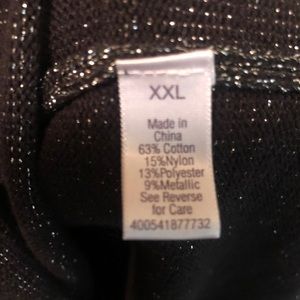 XXL
Made in
China
63% Cotton
15%Nylon
13%Polyester
9%Metallic
See Reverse
for Care
400541877732